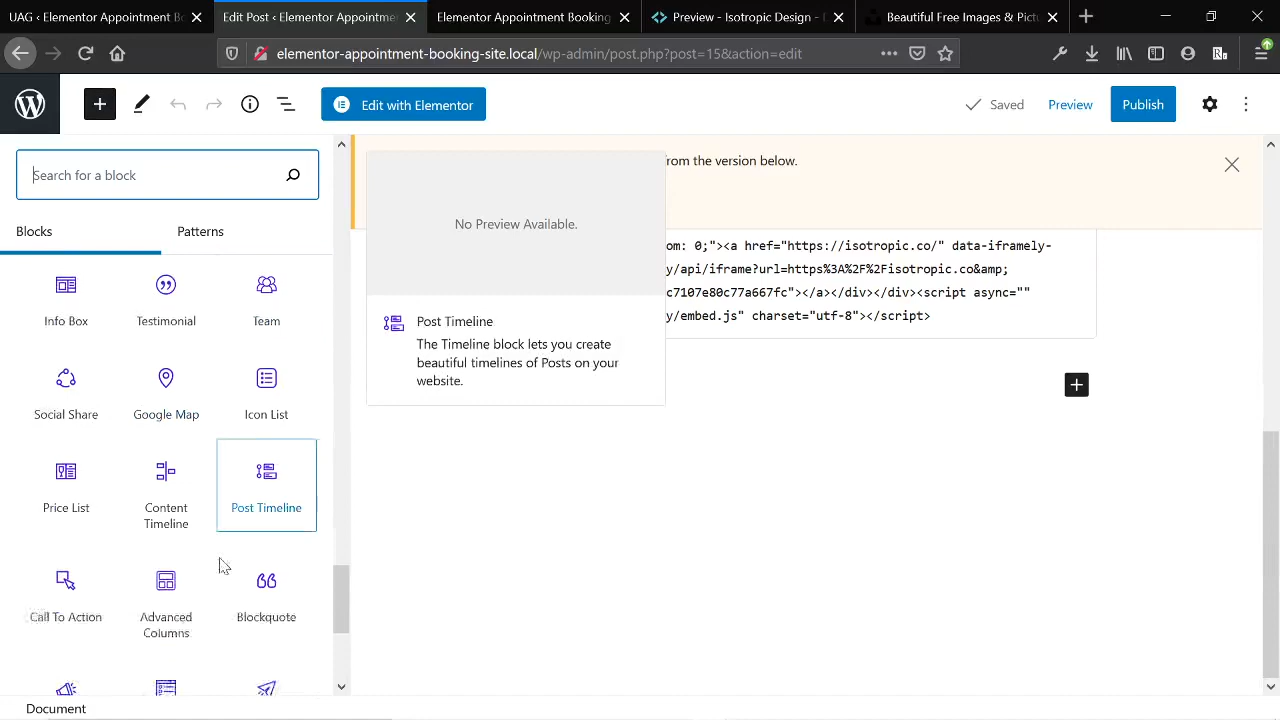 UAG ‹ Elementor Appointment Bo
Edit Post ‹ Elementor Appointme
Elementor Appointment Booking
Preview - Isotropic Design - D
Beautiful Free Images & Pictu
elementor-appointment-booking-site.local/wp-admin/post.php?post=15&action=edit
Edit with Elementor
Saved
Preview
Publish
Search for a block
Blocks
Patterns
Info Box
Testimonial
Team
Social Share
Google Map
Icon List
Price List
Content
Timeline
Post Timeline
Call To Action
Advanced
Columns
Blockquote
No Preview Available.
Post Timeline
The Timeline block lets you create
beautiful timelines of Posts on your
website.
rom the version below.
om: 0;"><a href="https://isotropic.co/" data-iframely-
y/api/iframe?url=https%3A%2F%2Fisotropic.co&amp;
c7107e80c77a667fc"></a></div></div><script async=""
y/embed.js" charset="utf-8"></script>
Document